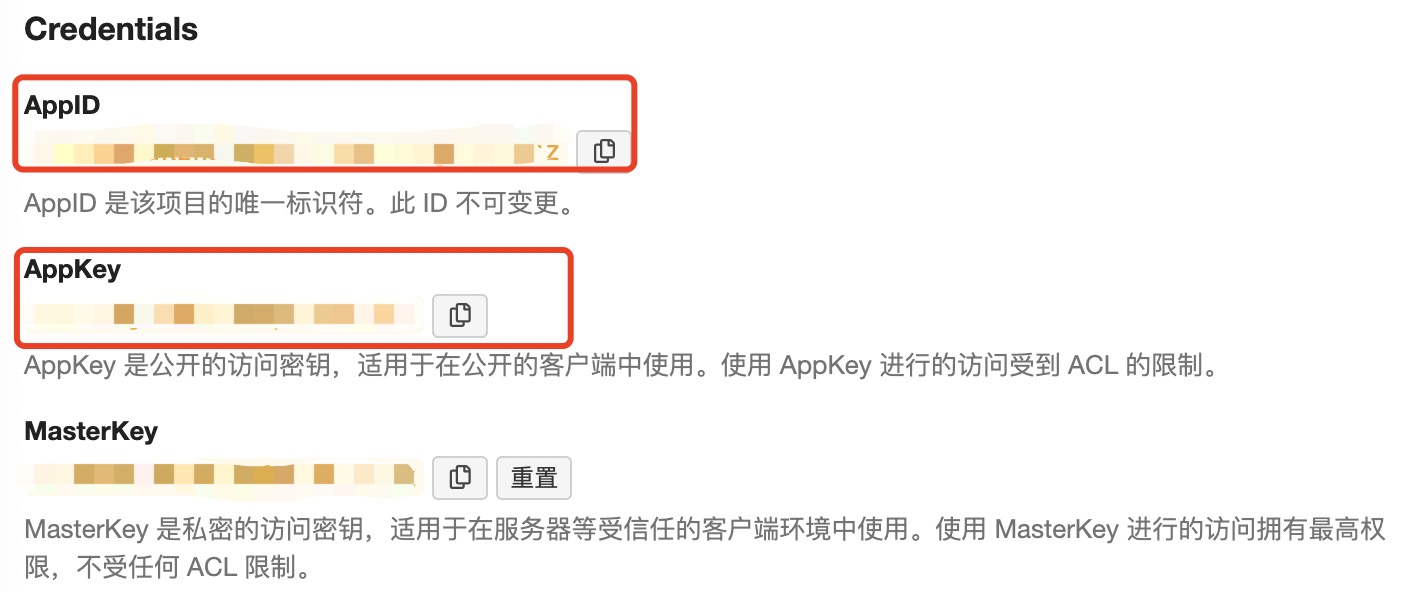 Credentials
AppID
AppID 是该项目的唯一标识符。此 ID 不可变更。
AppKey
AppKey 是公开的访问密钥，适用于在公开的客户端中使用。使用 AppKey 进行的访问受到 ACL 的限制。
MasterKey
重置
MasterKey 是私密的访问密钥，适用于在服务器等受信任的客户端环境中使用。使用 MasterKey 进行的访问拥有最高权
限，不受任何 ACL 限制。